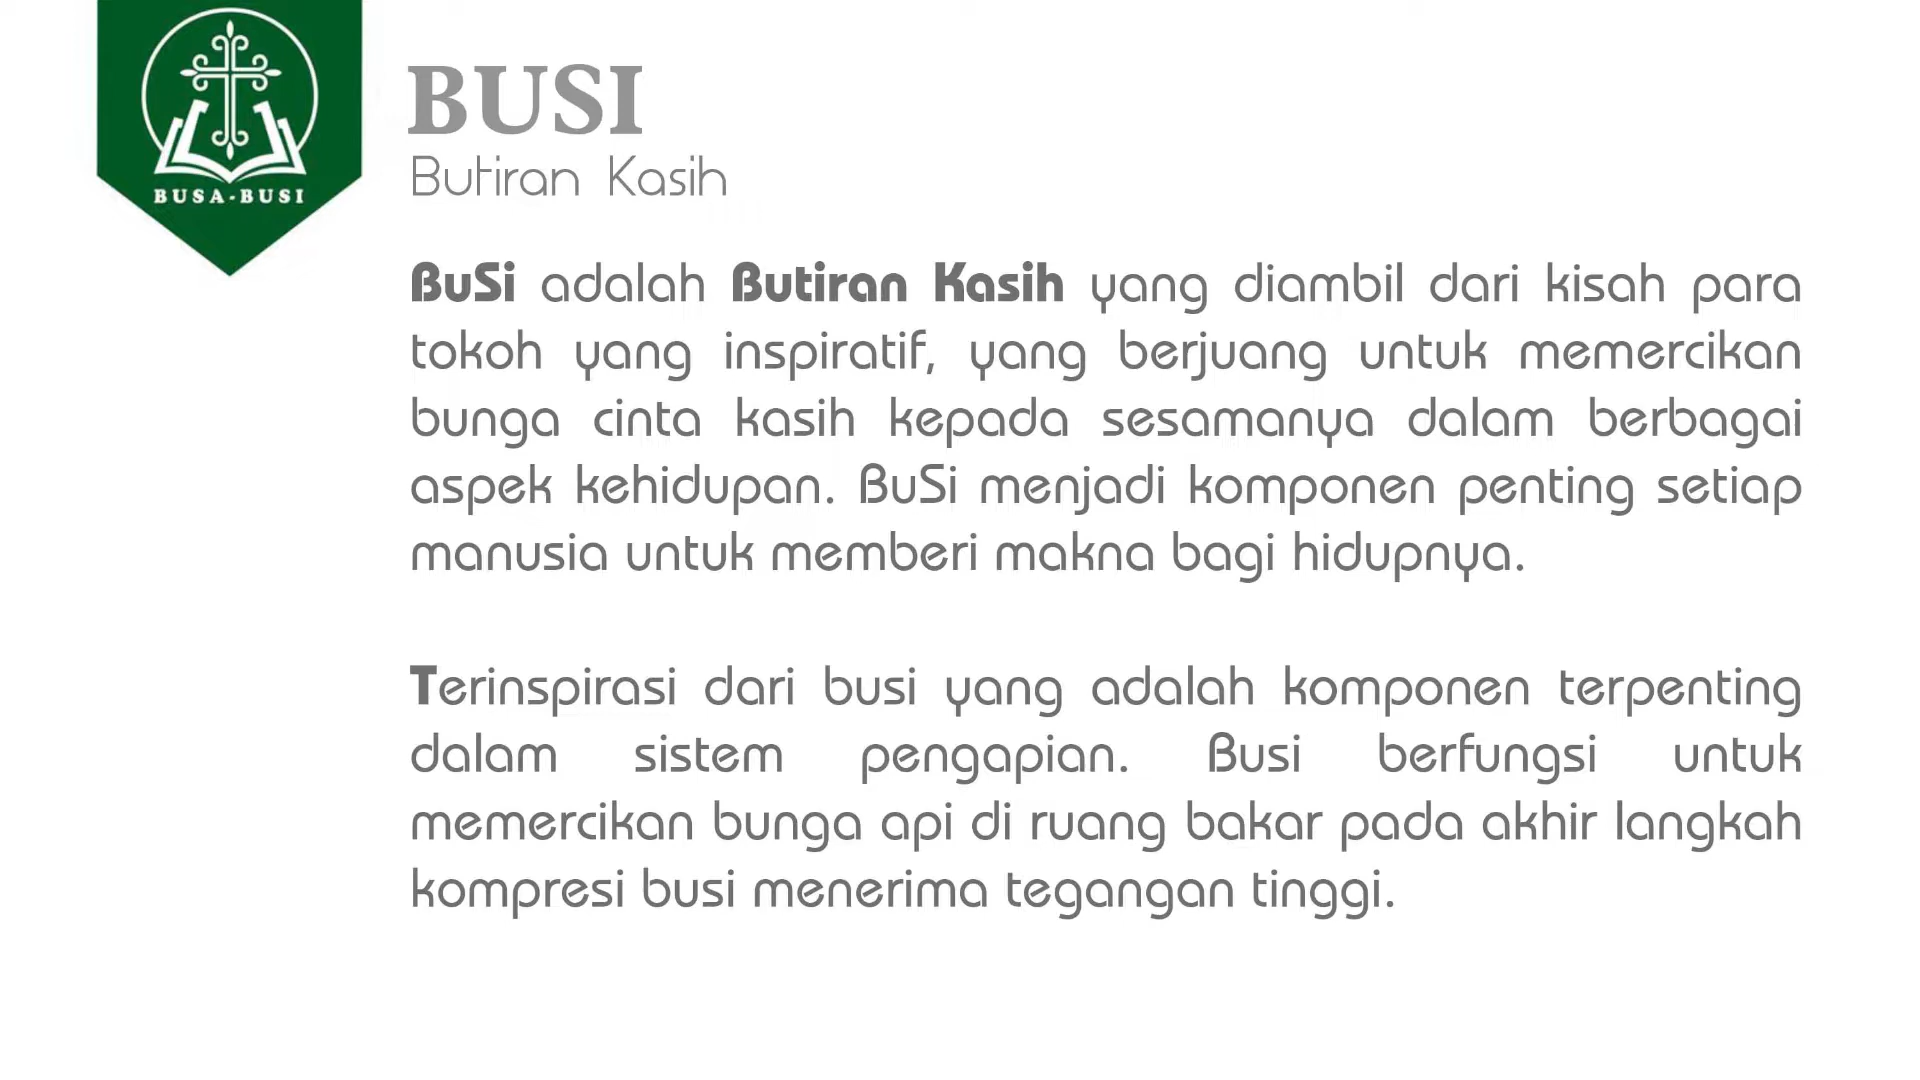 BUSA-BUSI
BUSI
Butiran Kasih
BuSi adalah Butiran Kasih yang diambil dari kisah para
tokoh yang inspiratif, yang berjuang untuk memercikan
bunga cinta kasih kepada sesamanya dalam berbagai
aspek kehidupan. BuSi menjadi komponen penting setiap
manusia untuk memberi makna bagi hidupnya.
Terinspirasi dari busi yang adalah komponen terpenting
dalam sistem pengapian. Busi berfungsi untuk
memercikan bunga api di ruang bakar pada akhir langkah
kompresi busi menerima tegangan tinggi.